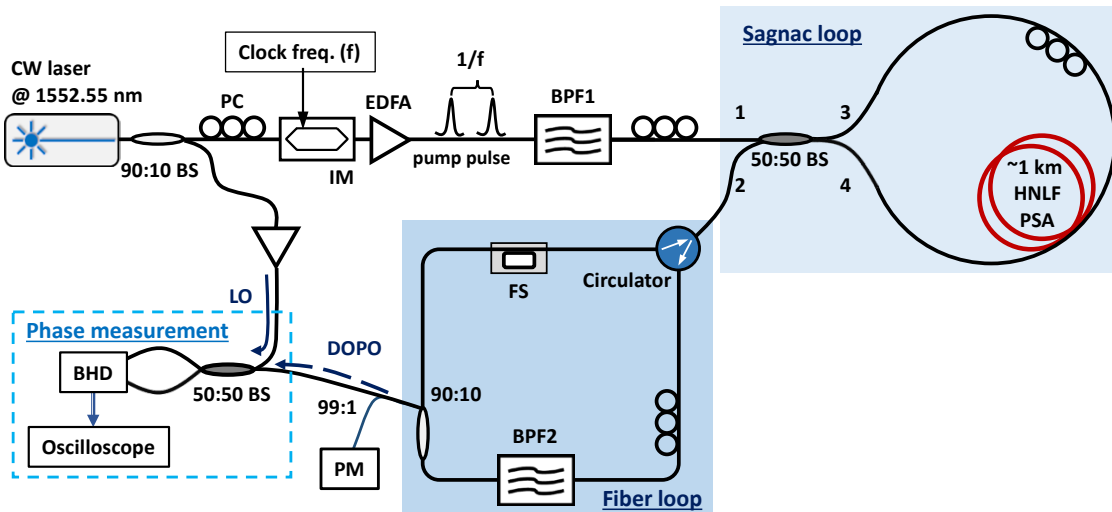 Clock freq. (f)
Sagnac loop
CW laser
@ 1552.55 nm
PC
EDFA
1/f
BPF1
1
3
90:10 BS
IM
pump pulse
50:50 BS
2
4
~1 km
HNLF
PSA
LO
FS
Circulator
Phase measurement
DOPO
BHD
50:50 BS
99:1
90:10
Oscilloscope
PM
BPF2
Fiber loop